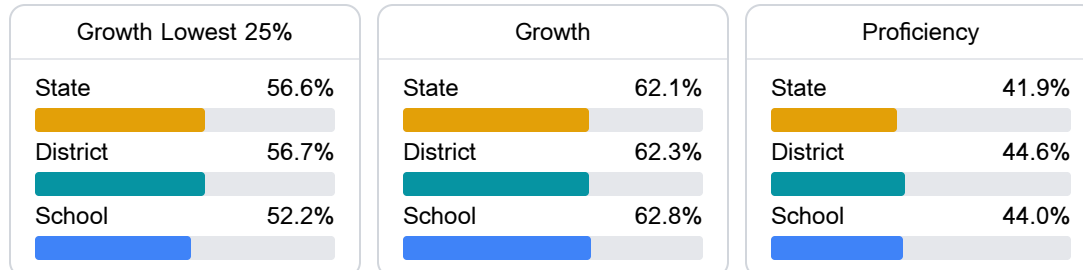 Growth Lowest 25%
State 56.6%
District 56.7%
School 52.2%
Growth
State 62.1%
District 62.3%
School 62.8%
Proficiency
State 41.9%
District 44.6%
School 44.0%